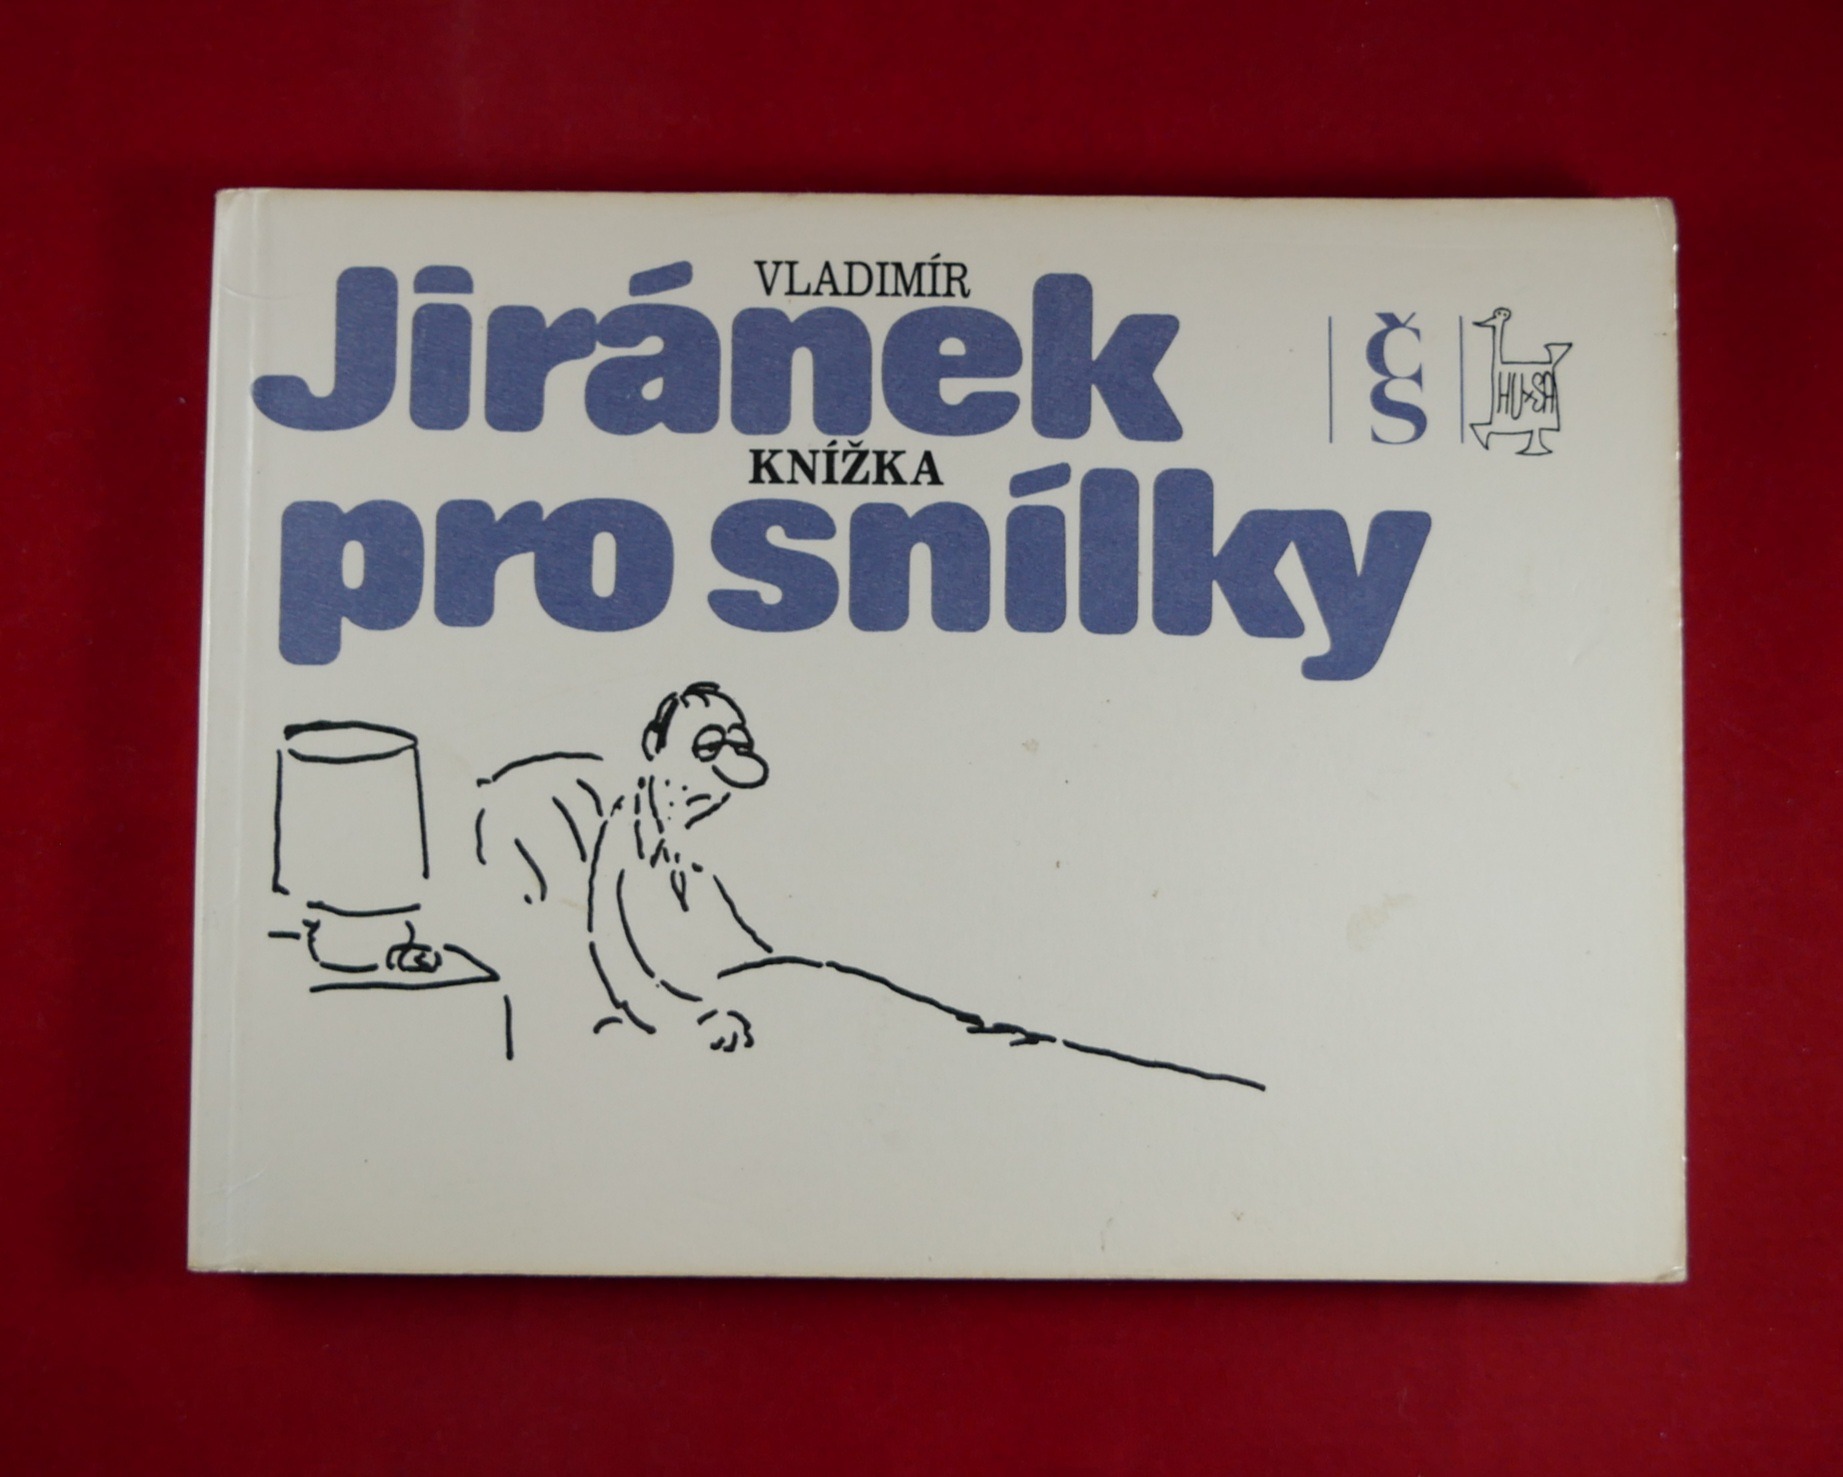 VLADIMÍR
Jiránek
KNÍŽKA
pro snílky
ČS
HU+SA